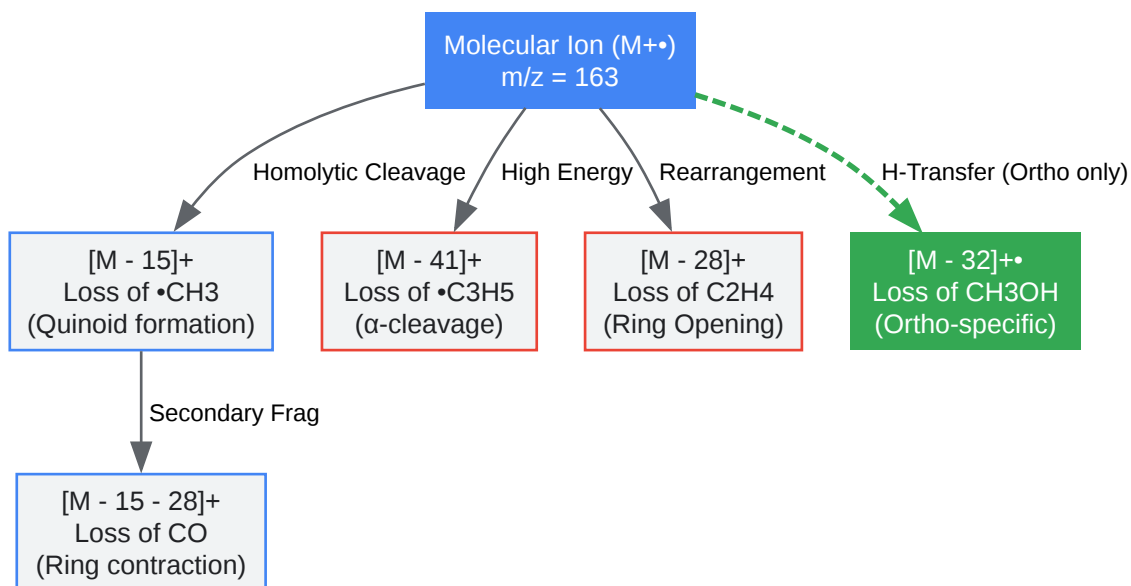 Molecular Ion (M+•)
m/z = 163
Homolytic Cleavage
High Energy
Rearrangement
H-Transfer (Ortho only)
[M - 15]+
Loss of •CH3
(Quinoid formation)
[M - 41]+
Loss of •C3H5
(α-cleavage)
[M - 28]+
Loss of C2H4
(Ring Opening)
[M - 32]+•
Loss of CH3OH
(Ortho-specific)
Secondary Frag
[M - 15 - 28]+
Loss of CO
(Ring contraction)